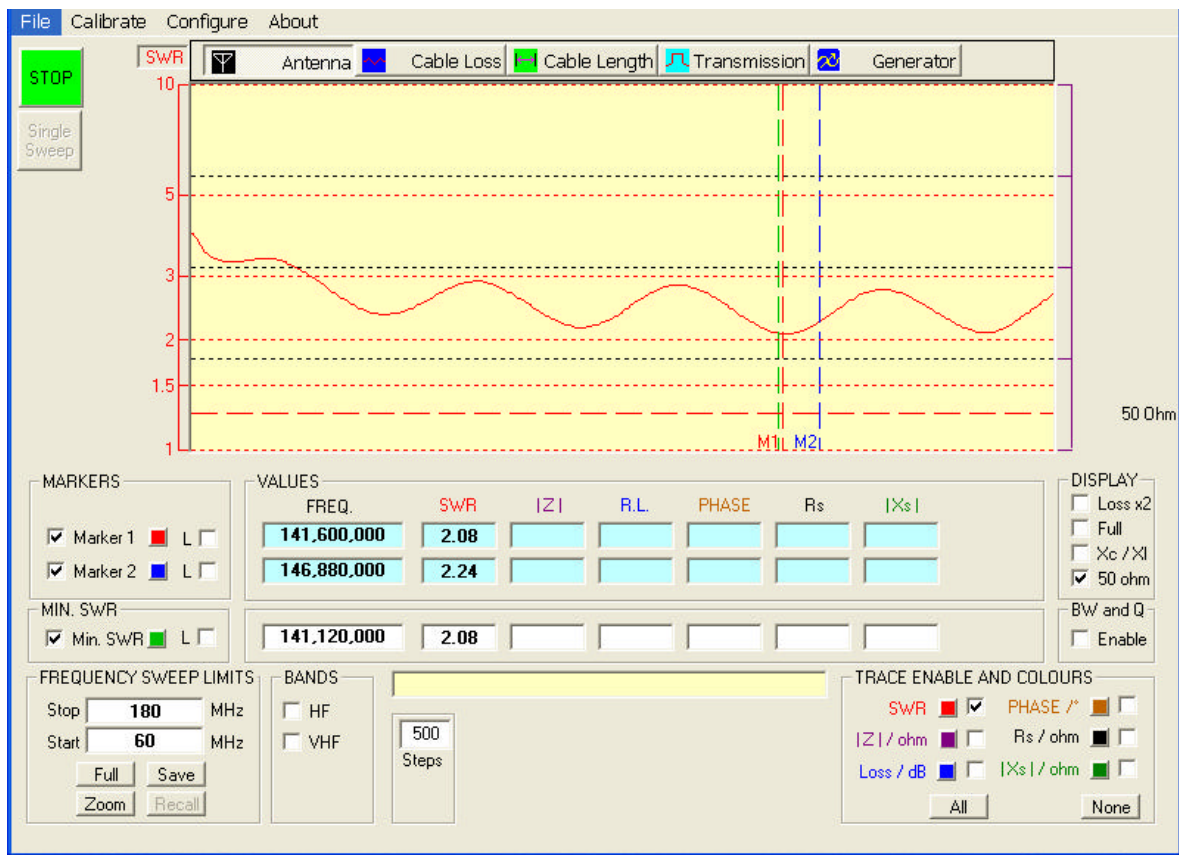 File Calibrate Configure About
STOP
Single
Sweep
SWR Antenna Cable Loss Cable Length Transmission Generator
10
5
3
2
1.5
1
50 Ohm
M1 M2
MARKERS
Marker 1 L
Marker 2 L
VALUES
FREQ. SWR |Z| R.L. PHASE Rs |Xs|
141,600,000 2.08
146,880,000 2.24
DISPLAY
Loss x2
Full
Xc / Xl
50 ohm
MIN. SWR
Min. SWR L
141,120,000 2.08
BW and Q
Enable
FREQUENCY SWEEP LIMITS
Stop 180 MHz
Start 60 MHz
Full Save
Zoom Recall
BANDS
HF
VHF
500
Steps
TRACE ENABLE AND COLOURS
SWR PHASE /°
|Z| / ohm Rs / ohm
Loss / dB |Xs| / ohm
All None